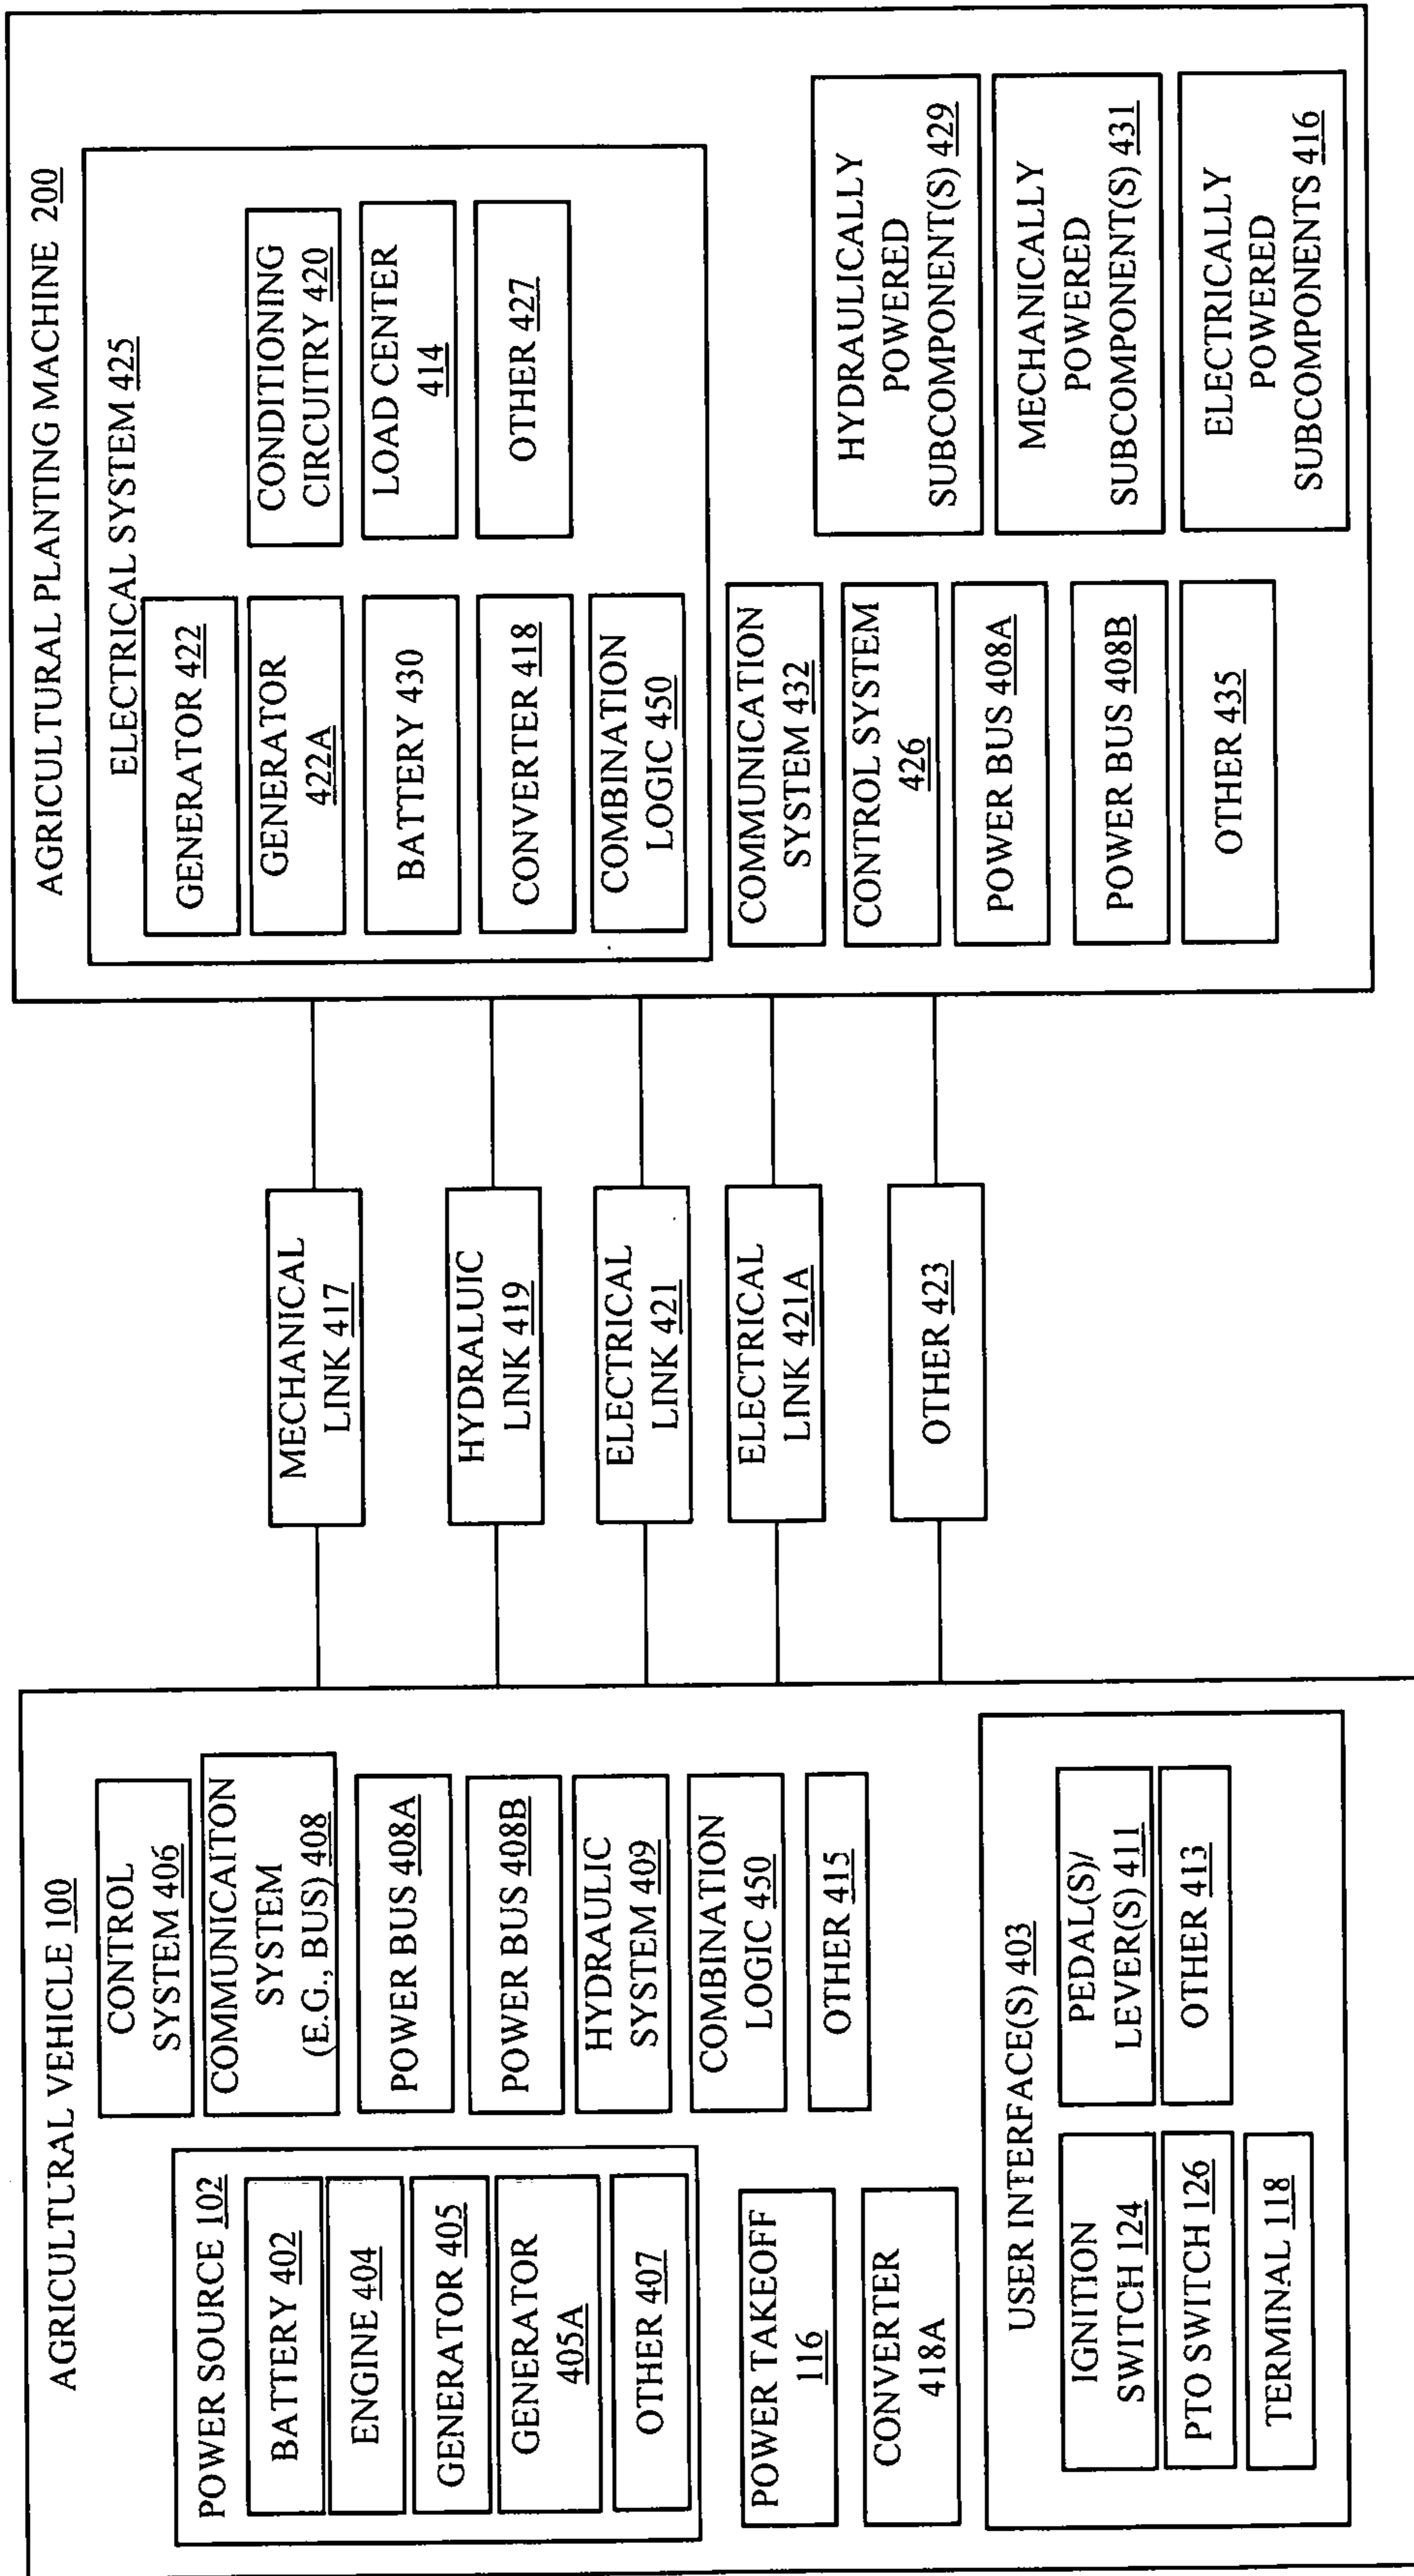 AGRICULTURAL VEHICLE 100
POWER SOURCE 102
BATTERY 402
ENGINE 404
GENERATOR 405
GENERATOR
405A
OTHER 407
POWER TAKEOFF
116
CONVERTER
418A
CONTROL
SYSTEM 406
COMMUNICAITON
SYSTEM
(E.G., BUS) 408
POWER BUS 408A
POWER BUS 408B
HYDRAULIC
SYSTEM 409
COMBINATION
LOGIC 450
OTHER 415
USER INTERFACE(S) 403
IGNITION
SWITCH 124
PTO SWITCH 126
TERMINAL 118
PEDAL(S)/
LEVER(S) 411
OTHER 413
MECHANICAL
LINK 417
HYDRALUIC
LINK 419
ELECTRICAL
LINK 421
ELECTRICAL
LINK 421A
OTHER 423
AGRICULTURAL PLANTING MACHINE 200
ELECTRICAL SYSTEM 425
GENERATOR 422
GENERATOR
422A
BATTERY 430
CONVERTER 418
COMBINATION
LOGIC 450
CONDITIONING
CIRCUITRY 420
LOAD CENTER
414
OTHER 427
COMMUNICATION
SYSTEM 432
CONTROL SYSTEM
426
POWER BUS 408A
POWER BUS 408B
OTHER 435
HYDRAULICALLY
POWERED
SUBCOMPONENT(S) 429
MECHANICALLY
POWERED
SUBCOMPONENT(S) 431
ELECTRICALLY
POWERED
SUBCOMPONENTS 416